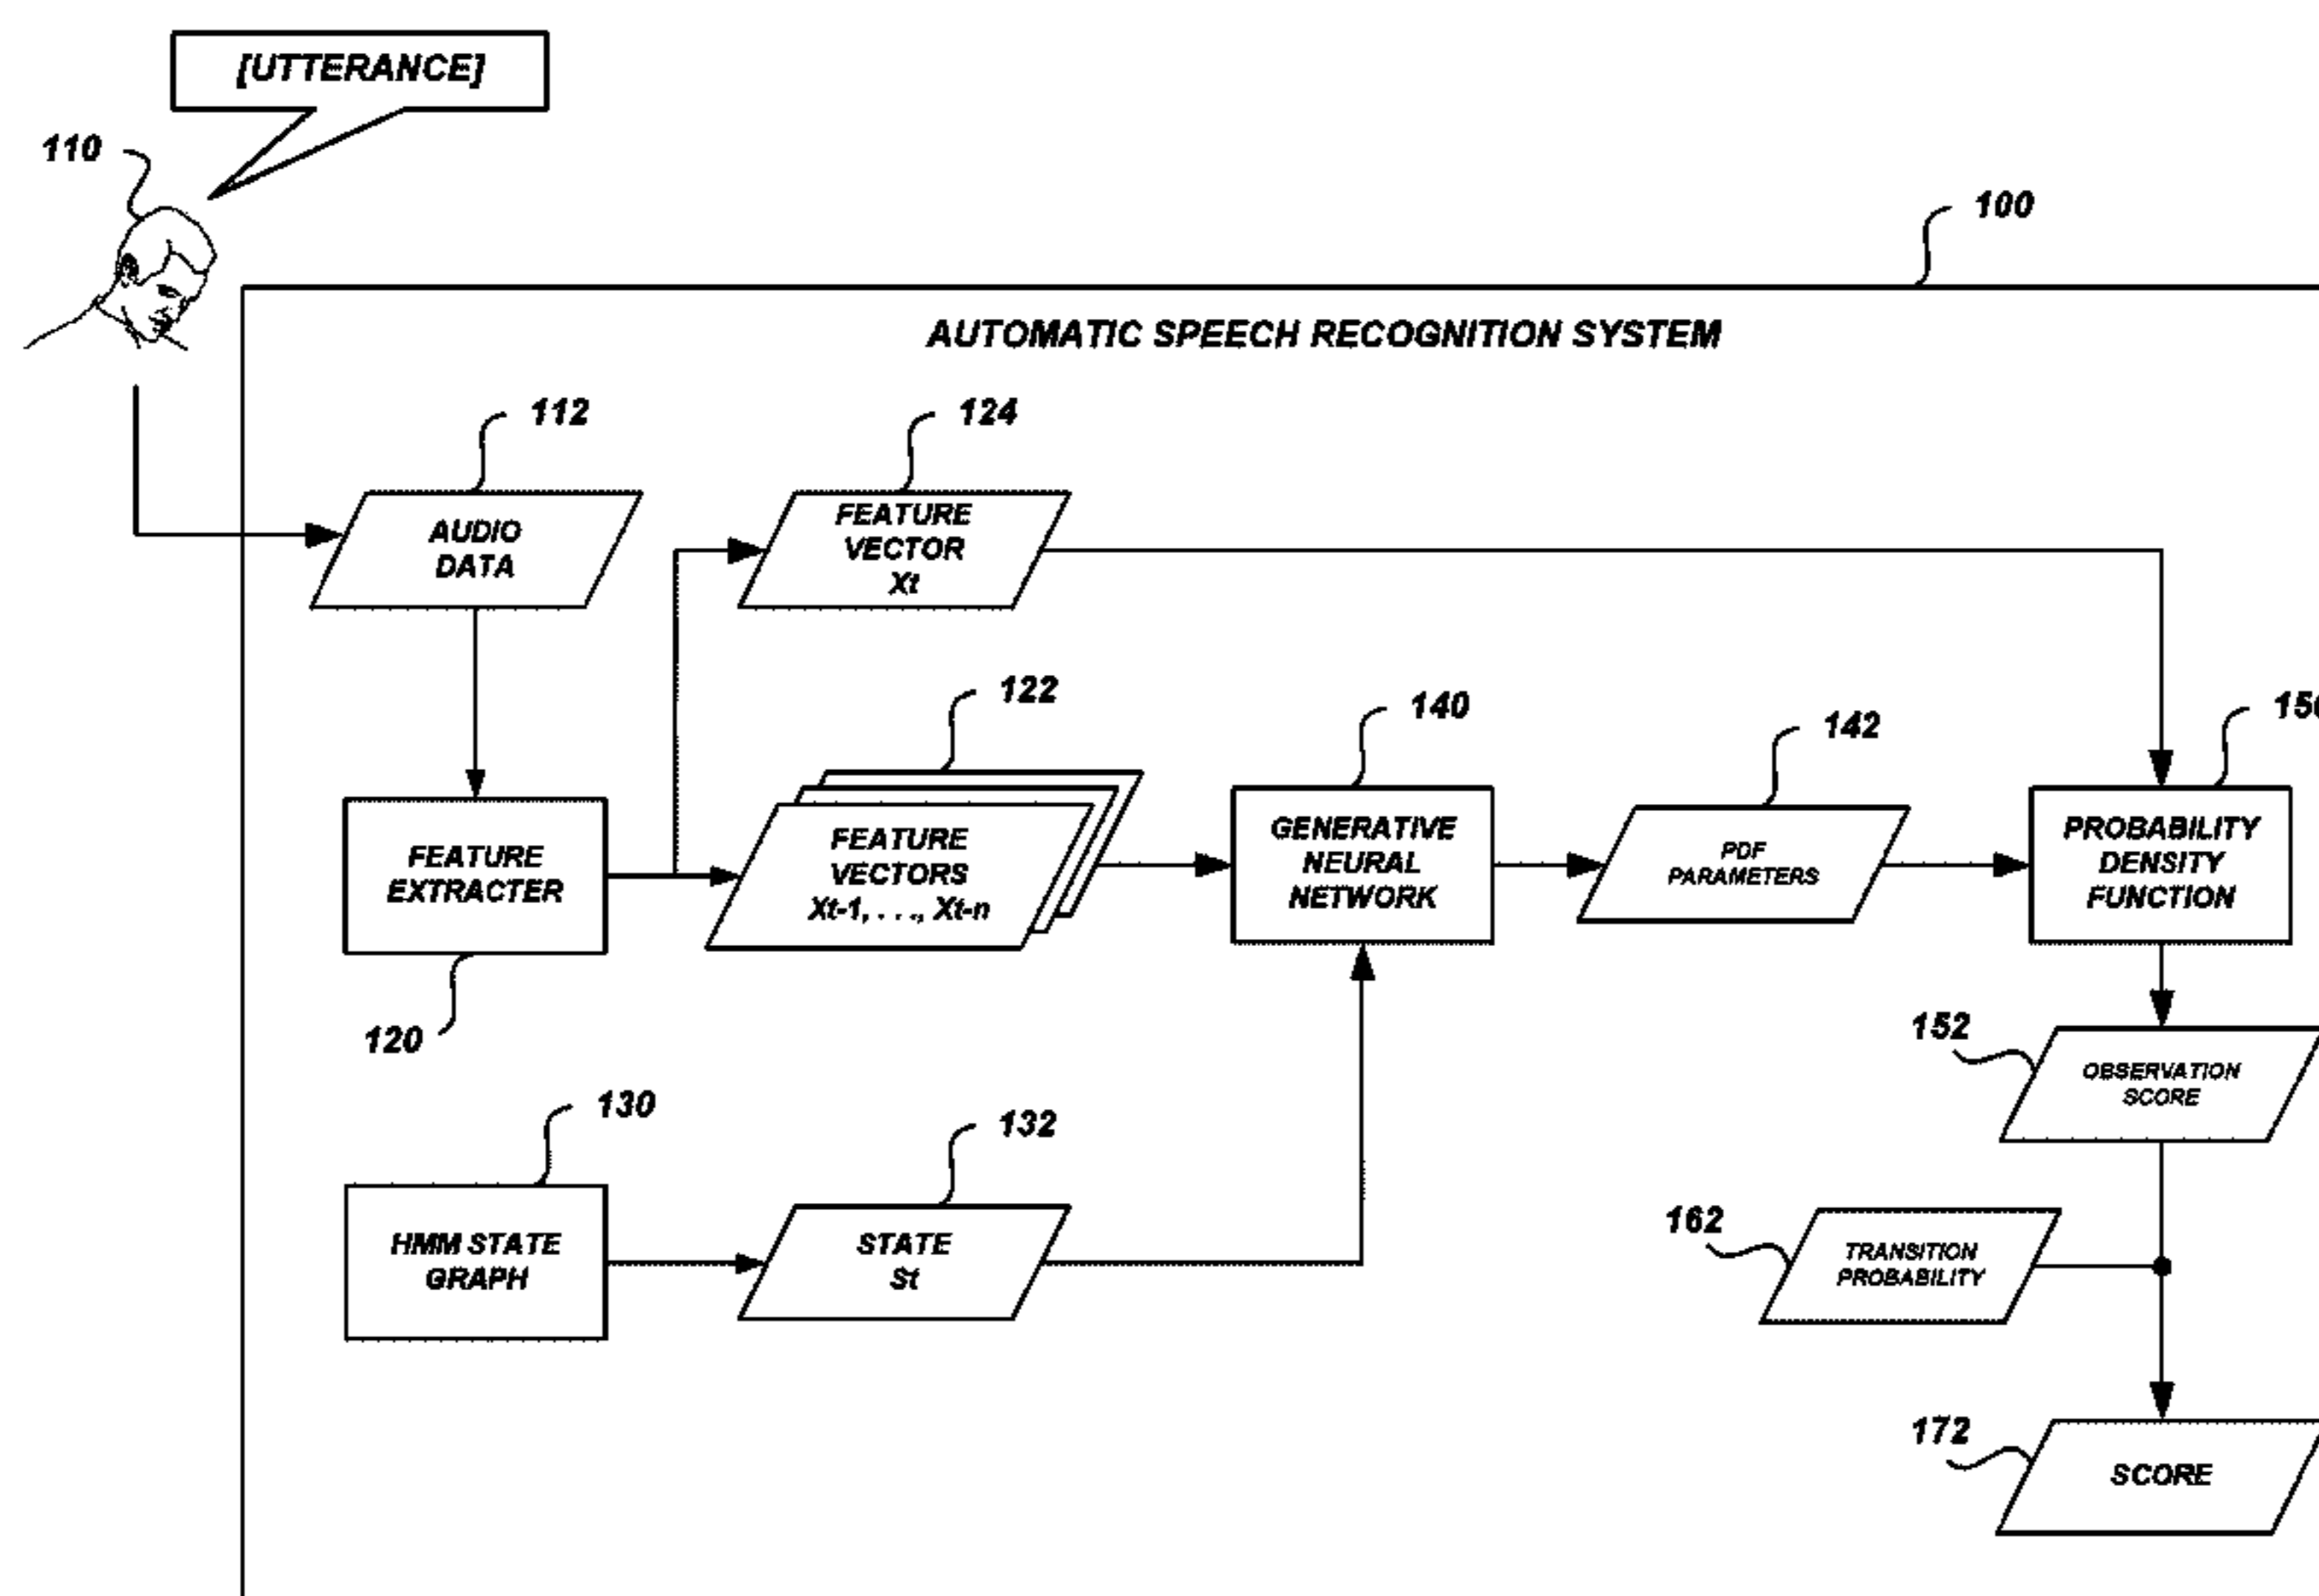 [UTTERANCE]
110
100
AUTOMATIC SPEECH RECOGNITION SYSTEM
112
124
AUDIO
DATA
FEATURE
VECTOR
Xt
122
140
142
FEATURE
EXTRACTER
120
FEATURE
VECTORS
Xt-1, . . ., Xt-n
GENERATIVE
NEURAL
NETWORK
PDF
PARAMETERS
PROBABILITY
DENSITY
FUNCTION
152
OBSERVATION
SCORE
130
132
HMM STATE
GRAPH
STATE
St
162
TRANSITION
PROBABILITY
172
SCORE